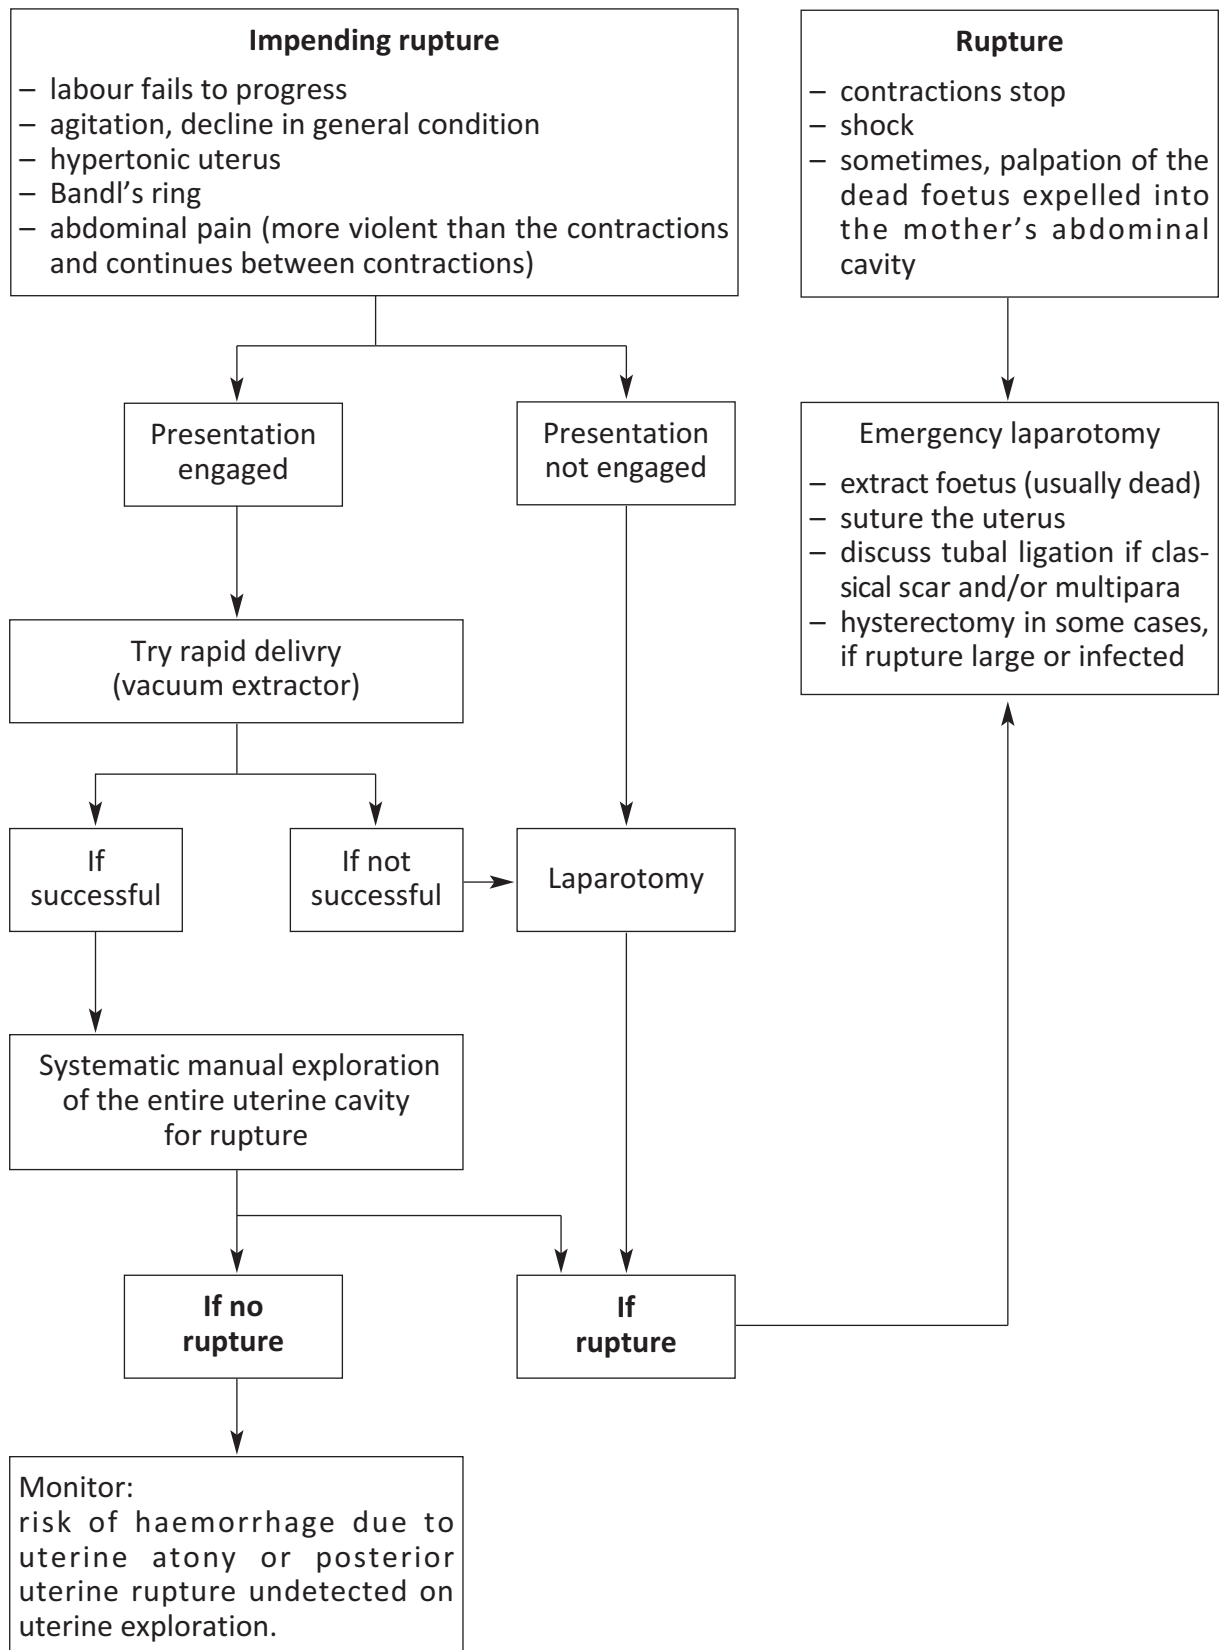 Impending rupture
– labour fails to progress
– agitation, decline in general condition
– hypertonic uterus
– Bandl's ring
– abdominal pain (more violent than the contractions
and continues between contractions)
Rupture
– contractions stop
– shock
– sometimes, palpation of the
dead foetus expelled into
the mother's abdominal
cavity
Presentation
engaged
Presentation
not engaged
Emergency laparotomy
– extract foetus (usually dead)
– suture the uterus
– discuss tubal ligation if clas-
sical scar and/or multipara
– hysterectomy in some cases,
if rupture large or infected
Try rapid delivry
(vacuum extractor)
If
successful
If not
successful
Laparotomy
Systematic manual exploration
of the entire uterine cavity
for rupture
If no
rupture
If
rupture
Monitor:
risk of haemorrhage due to
uterine atony or posterior
uterine rupture undetected on
uterine exploration.